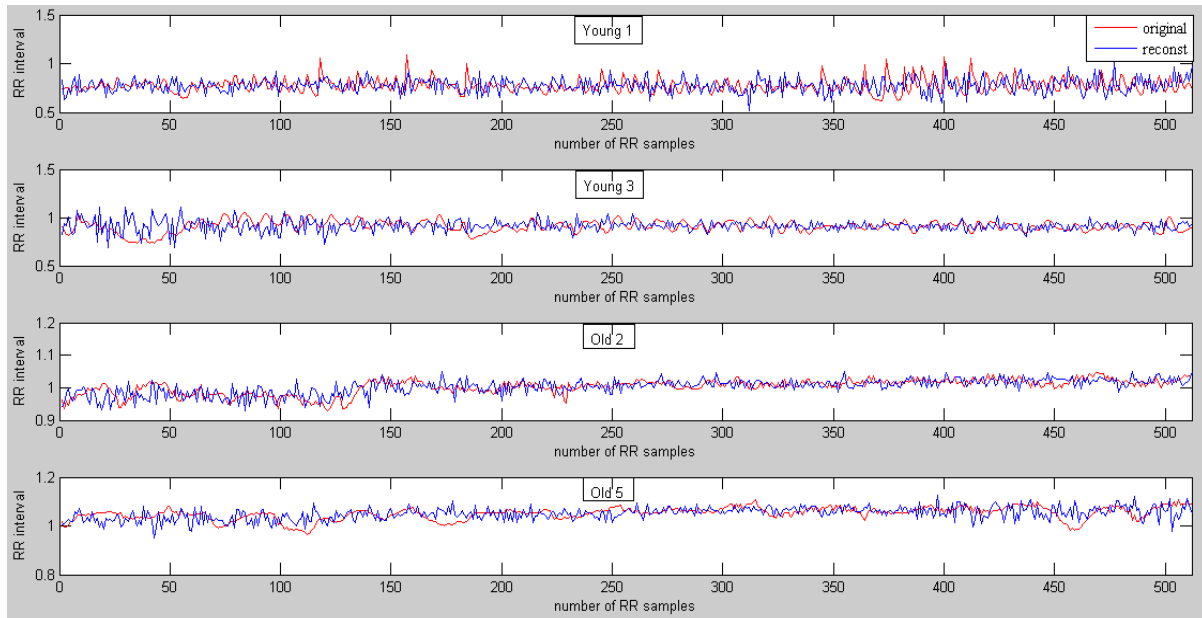 1.5
Young 1
original
reconst
RR interval
1
0.5
0 50 100 150 200 250 300 350 400 450 500
number of RR samples
1.5
Young 3
RR interval
1
0.5
0 50 100 150 200 250 300 350 400 450 500
number of RR samples
1.2
Old 2
1.1
RR interval
1
0.9
0 50 100 150 200 250 300 350 400 450 500
number of RR samples
1.2
Old 5
RR interval
1
0.8
0 50 100 150 200 250 300 350 400 450 500
number of RR samples